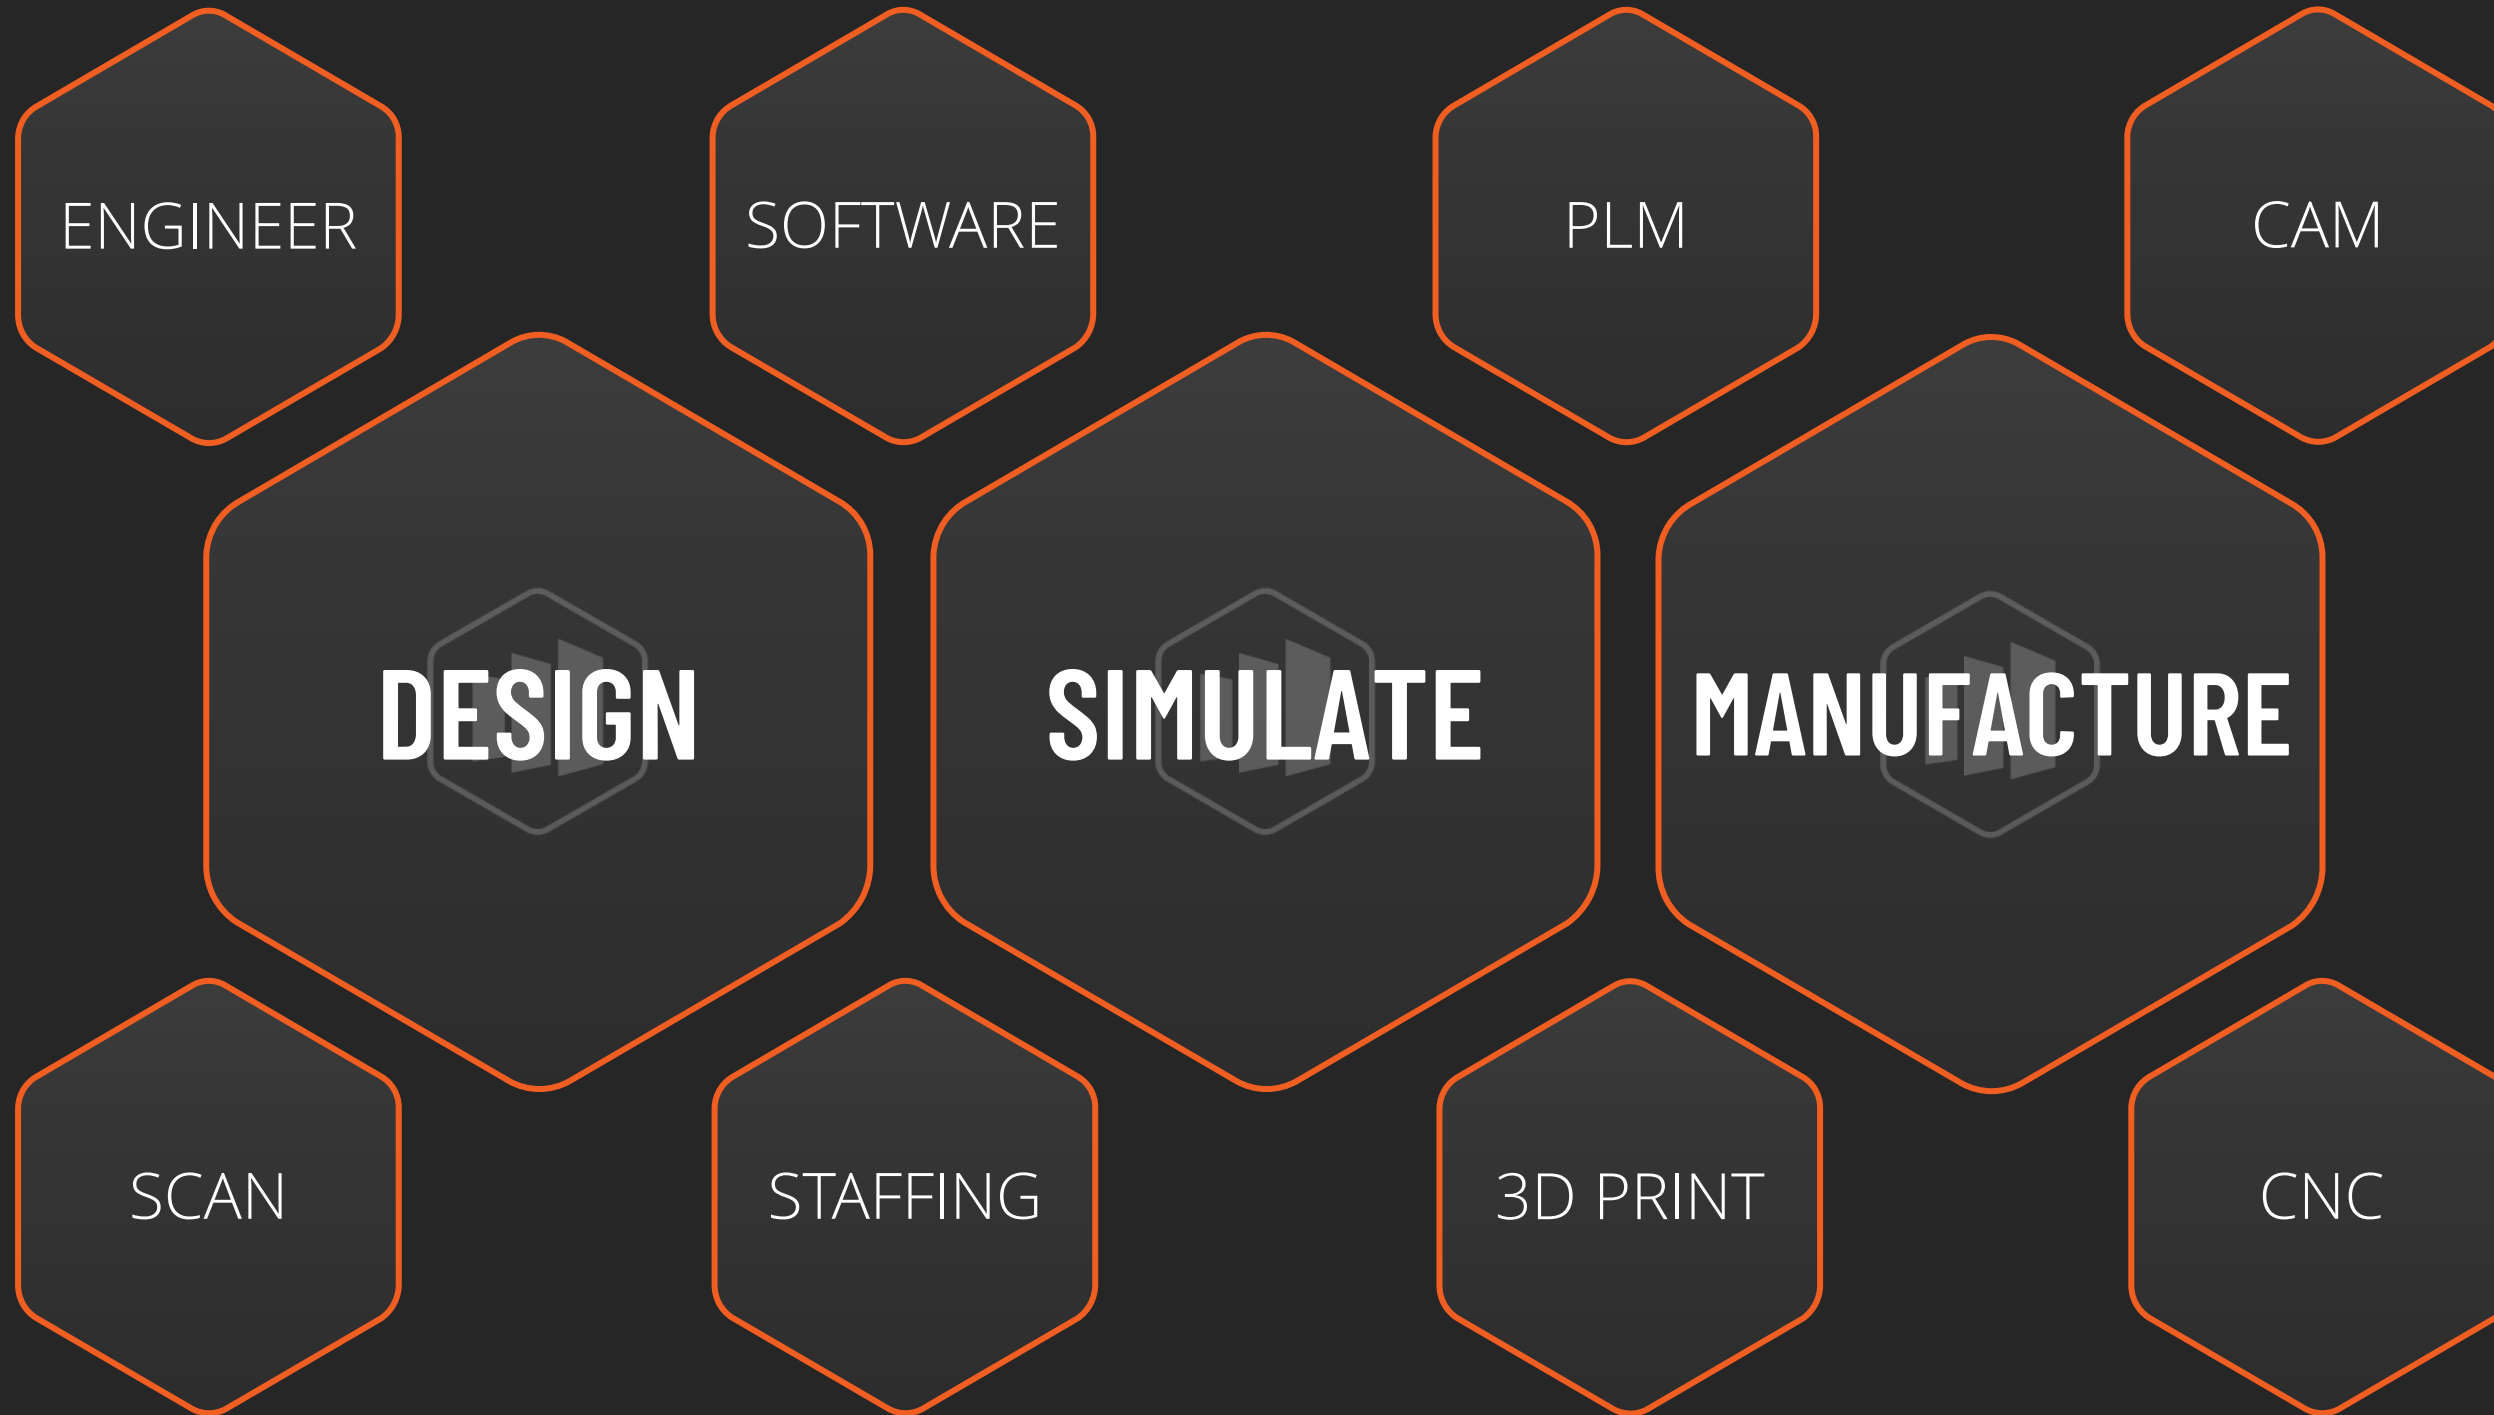 ENGINEER
SOFTWARE
PLM
CAM
DESIGN
SIMULATE
MANUFACTURE
SCAN
STAFFING
3D PRINT
CNC